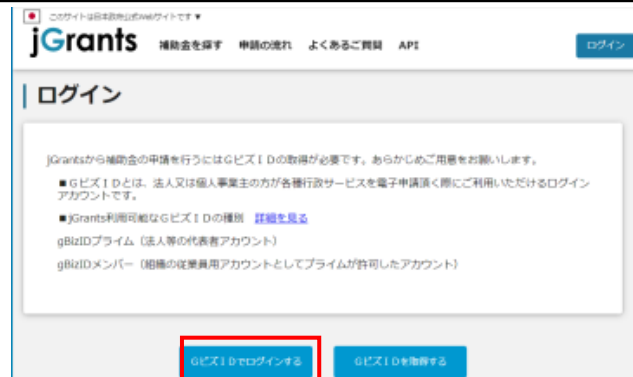 このサイトは日本政府公式Webサイトです▼
jGrants 補助金を探す 申請の流れ よくあるご質問 API ログイン
ログイン
jGrantsから補助金の申請を行うにはGビズIDの取得が必要です。あらかじめご用意をお願いします。
■GビズIDとは、法人又は個人事業主の方が各種行政サービスを電子申請頂く際にご利用いただけるログイン
アカウントです。
■jGrants利用可能なGビズIDの種別 詳細を見る
gBizIDプライム（法人等の代表者アカウント）
gBizIDメンバー（組織の従業員用アカウントとしてプライムが許可したアカウント）
GビズIDでログインする GビズIDを取得する